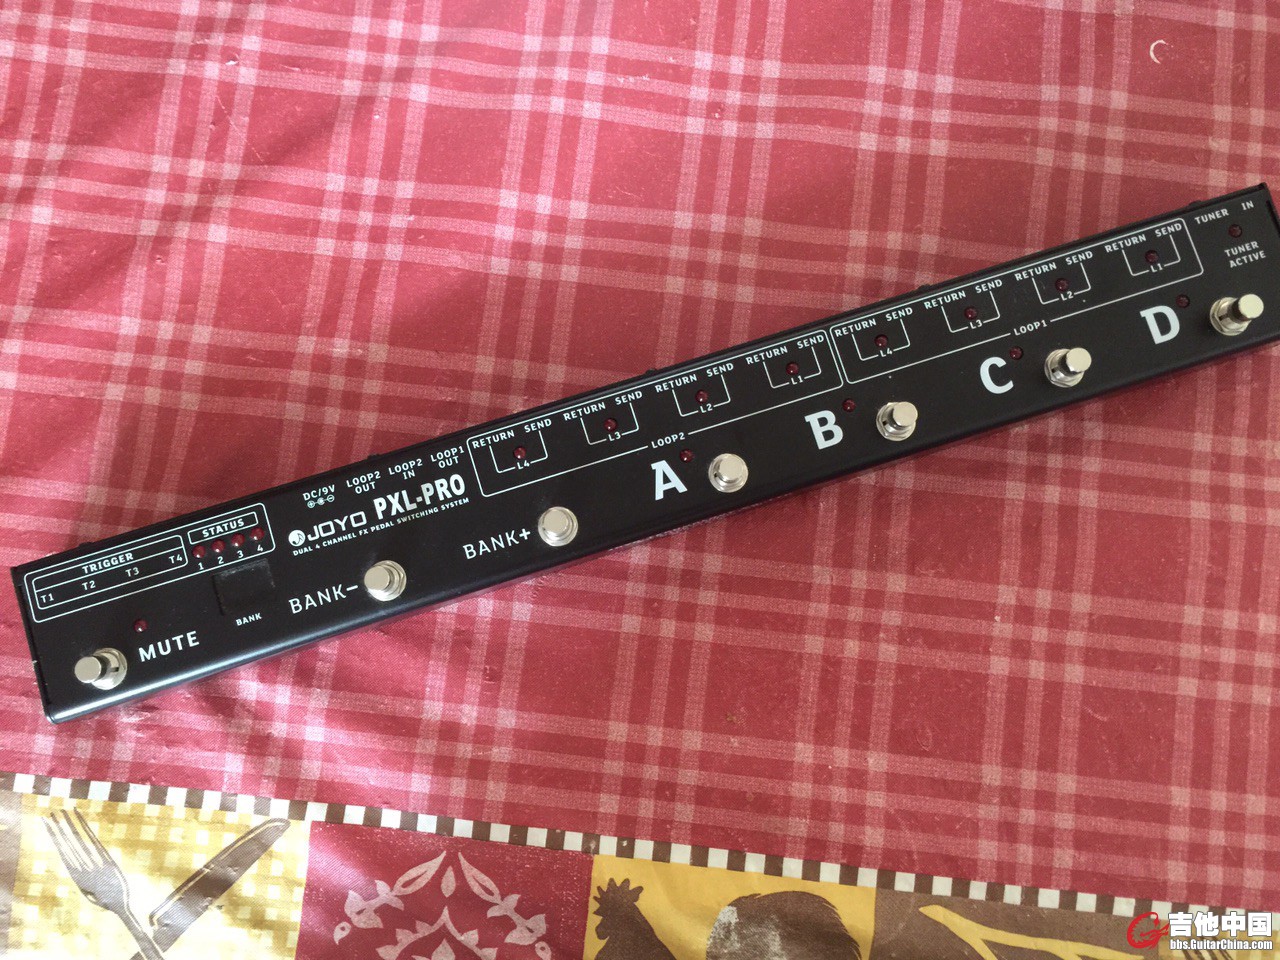 TRIGGER
T1 T2 T3 T4
STATUS
1 2 3 4
MUTE
BANK
BANK-
BANK+
DC/9V
LOOP2 OUT
LOOP2 IN
LOOP1 OUT
JOYO PXL-PRO
DUAL 4 CHANNEL FX PEDAL SWITCHING SYSTEM
RETURN SEND
L4
RETURN SEND
L3
RETURN SEND
L2
RETURN SEND
L1
LOOP2
RETURN SEND
L4
RETURN SEND
L3
RETURN SEND
L2
RETURN SEND
L1
LOOP1
TUNER IN
TUNER
ACTIVE
A
B
C
D
吉他中国
bbs.GuitarChina.com